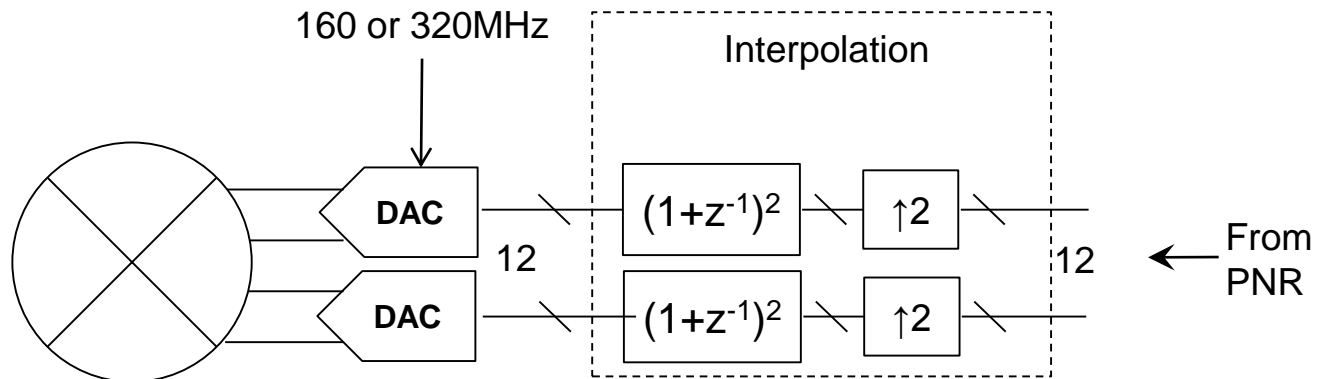 160 or 320MHz
Interpolation
DAC
(1+z⁻¹)²
↑2
12
12
From
PNR
DAC
(1+z⁻¹)²
↑2